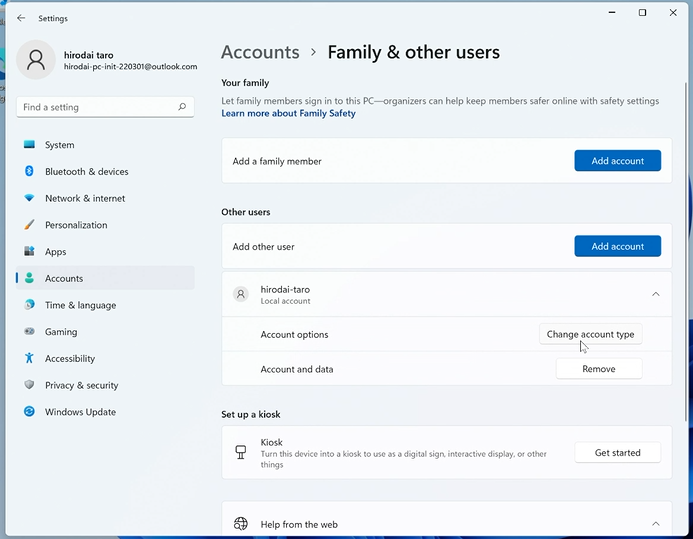 Settings
hirodai taro
hirodai-pc-init-220301@outlook.com
Find a setting
System
Bluetooth & devices
Network & internet
Personalization
Apps
Accounts
Time & language
Gaming
Accessibility
Privacy & security
Windows Update
Accounts > Family & other users
Your family
Let family members sign in to this PC—organizers can help keep members safer online with safety settings
Learn more about Family Safety
Add a family member
Add account
Other users
Add other user
Add account
hirodai-taro
Local account
Account options
Change account type
Account and data
Remove
Set up a kiosk
Kiosk
Turn this device into a kiosk to use as a digital sign, interactive display, or other
things
Get started
Help from the web